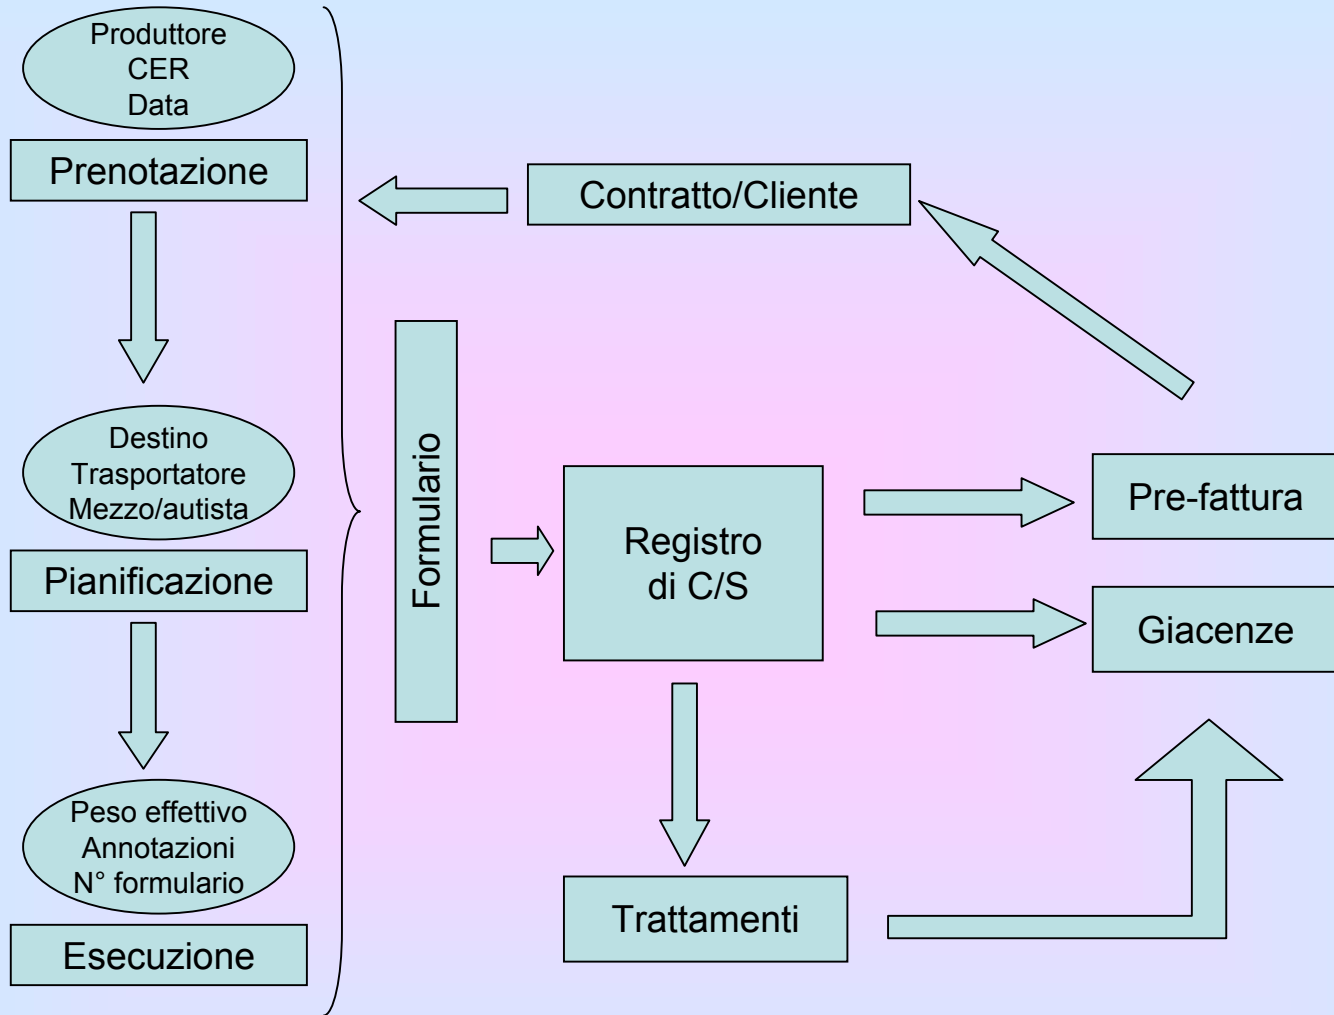 Produttore
CER
Data
Prenotazione
Contratto/Cliente
Destino
Trasportatore
Mezzo/autista
Pianificazione
Formulario
Registro
di C/S
Pre-fattura
Giacenze
Peso effettivo
Annotazioni
N° formulario
Esecuzione
Trattamenti